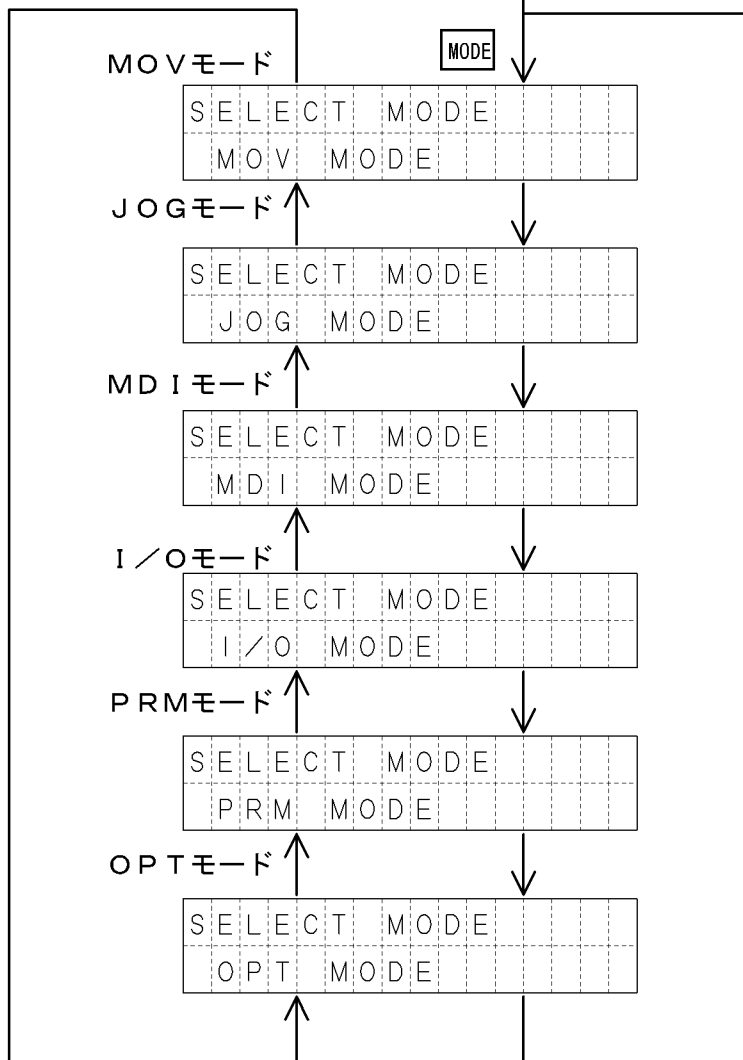 MODE
MOVモード
SELECT MODE
MOV MODE
JOGモード
SELECT MODE
JOG MODE
MDIモード
SELECT MODE
MDI MODE
I/Oモード
SELECT MODE
I/O MODE
PRMモード
SELECT MODE
PRM MODE
OPTモード
SELECT MODE
OPT MODE